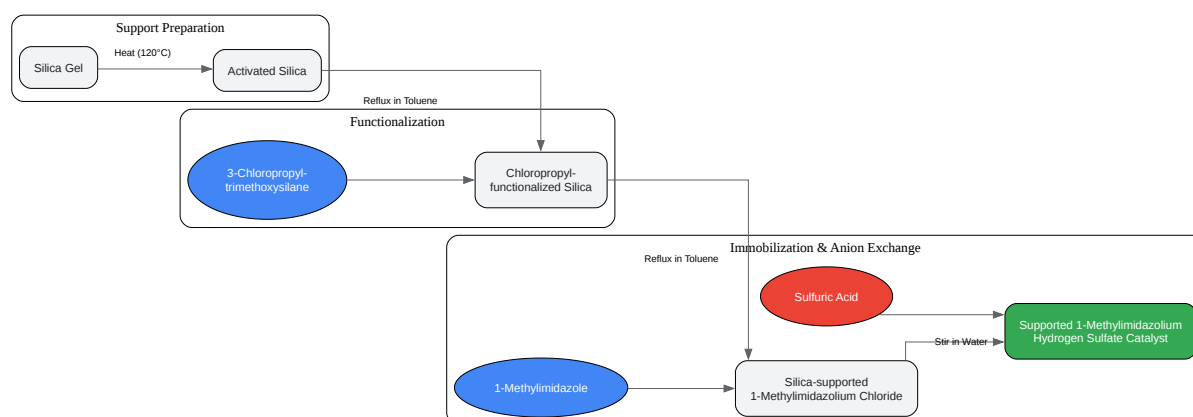 Support Preparation
Silica Gel
Heat (120°C)
Activated Silica
Reflux in Toluene
Functionalization
3-Chloropropyl-
trimethoxysilane
Chloropropyl-
functionalized Silica
Immobilization & Anion Exchange
Reflux in Toluene
Sulfuric Acid
Supported 1-Methylimidazolium
Hydrogen Sulfate Catalyst
Stir in Water
1-Methylimidazole
Silica-supported
1-Methylimidazolium Chloride